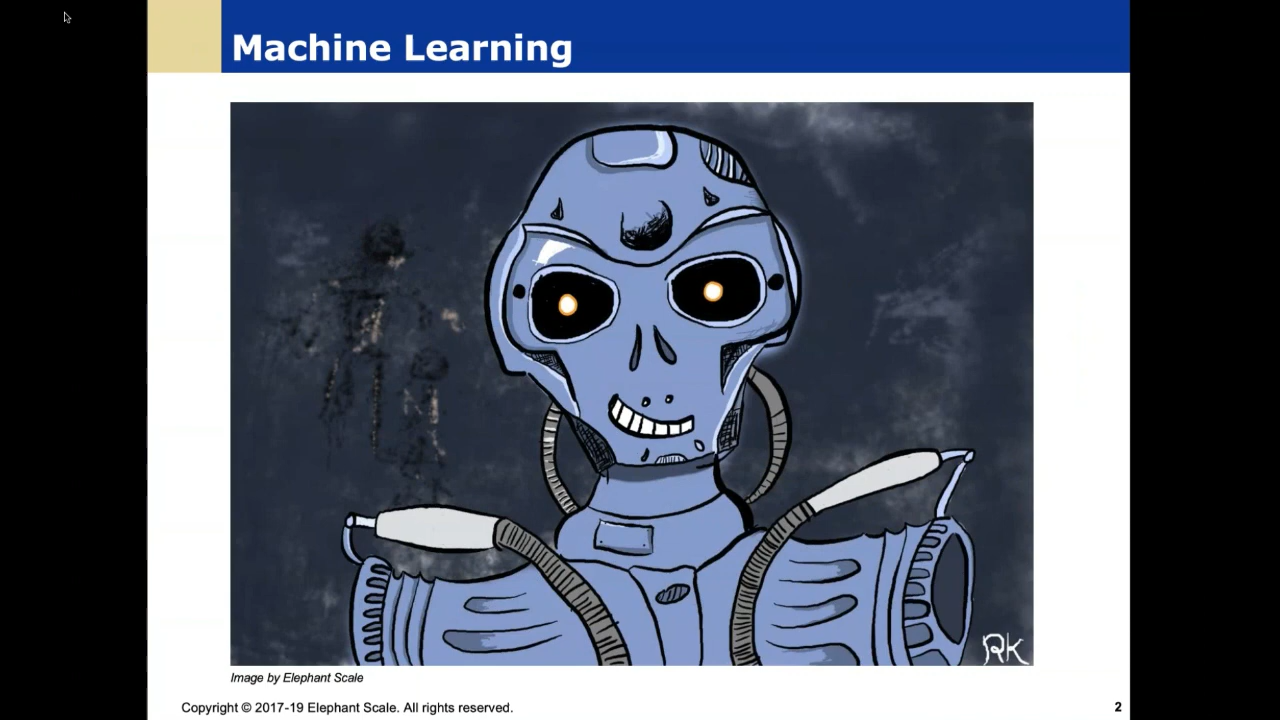 Machine Learning
RK
Image by Elephant Scale
Copyright © 2017-19 Elephant Scale. All rights reserved.
2